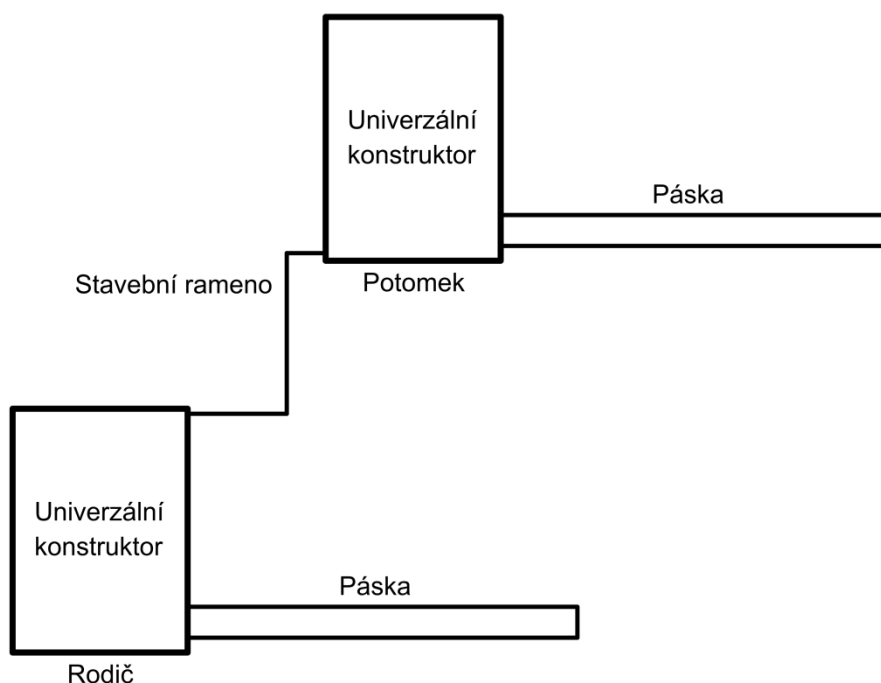 Univerzální
konstruktor
Páska
Stavební rameno
Potomek
Univerzální
konstruktor
Páska
Rodič